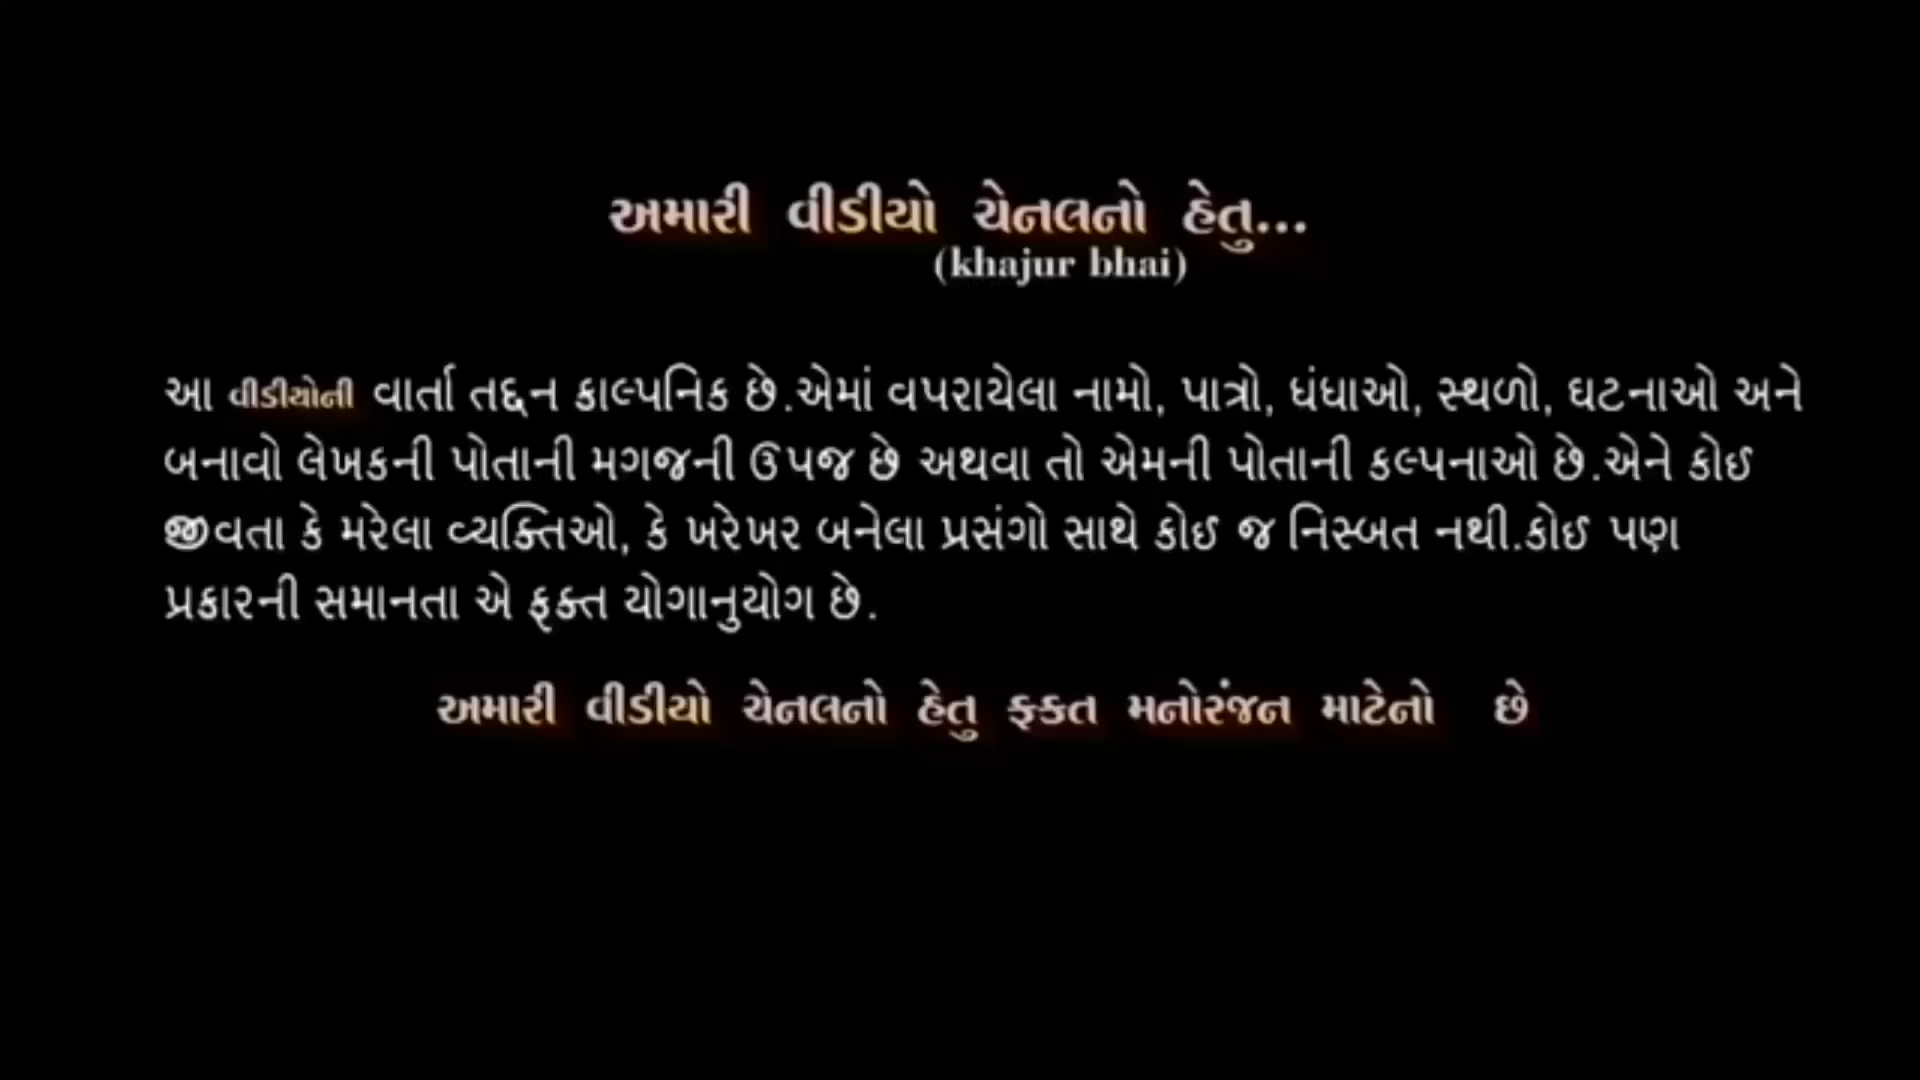 અમારી વીડીયો ચેનલનો હેતુ...
(khajur bhai)
આ વીડીયોની વાર્તા તદ્દન કાલ્પનિક છે.એમાં વપરાયેલા નામો, પાત્રો, ધંધાઓ, સ્થળો, ઘટનાઓ અને
બનાવો લેખકની પોતાની મગજની ઉપજ છે અથવા તો એમની પોતાની કલ્પનાઓ છે.એને કોઈ
જીવતા કે મરેલા વ્યક્તિઓ, કે ખરેખર બનેલા પ્રસંગો સાથે કોઈ જ નિસ્બત નથી.કોઈ પણ
પ્રકારની સમાનતા એ ફક્ત યોગાનુયોગ છે.
અમારી વીડીયો ચેનલનો હેતુ ફકત મનોરંજન માટેનો છે